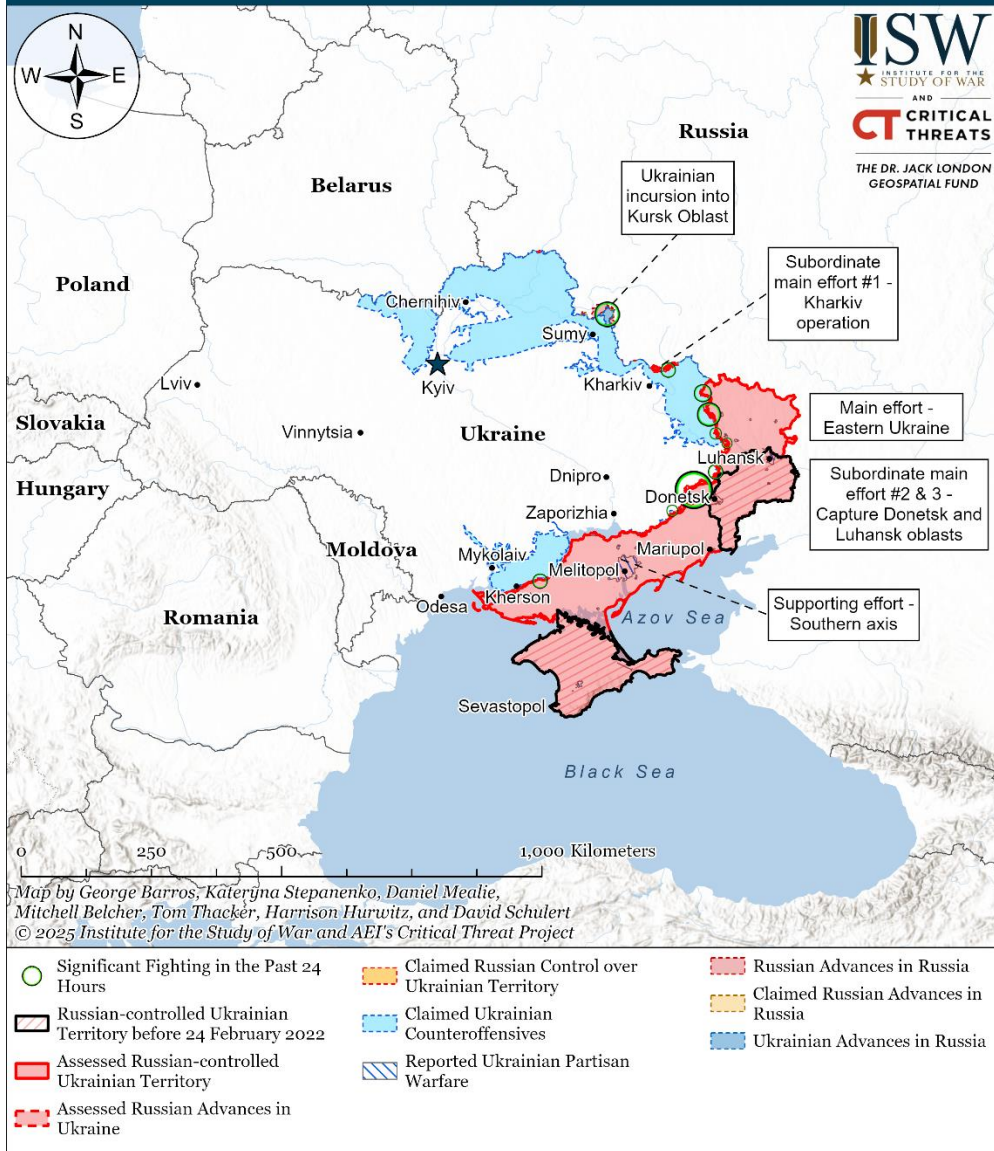 N
W
E
S
ISW
INSTITUTE FOR THE
STUDY OF WAR
AND
CT CRITICAL
THREATS
THE DR. JACK LONDON
GEOSPATIAL FUND
Russia
Ukrainian
incursion into
Kursk Oblast
Belarus
Subordinate
main effort #1 -
Kharkiv
operation
Poland
Chernihiv
Sumy
Kyiv
Kharkiv
Lviv
Slovakia
Main effort -
Eastern Ukraine
Vinnytsia
Ukraine
Luhansk
Hungary
Dnipro
Donetsk
Subordinate main
effort #2 & 3 -
Capture Donetsk and
Luhansk oblasts
Zaporizhia
Moldova
Mykolaiv
Mariupol
Melitopol
Kherson
Odesa
Romania
Azov Sea
Supporting effort -
Southern axis
Sevastopol
Black Sea
0 250 500 1,000 Kilometers
Map by George Barros, Kateryna Stepanenko, Daniel Mealie,
Mitchell Belcher, Tom Thacker, Harrison Hurwitz, and David Schulert
© 2025 Institute for the Study of War and AEI's Critical Threat Project
Significant Fighting in the Past 24
Hours
Russian-controlled Ukrainian
Territory before 24 February 2022
Assessed Russian-controlled
Ukrainian Territory
Assessed Russian Advances in
Ukraine
Claimed Russian Control over
Ukrainian Territory
Claimed Ukrainian
Counteroffensives
Reported Ukrainian Partisan
Warfare
Russian Advances in Russia
Claimed Russian Advances in
Russia
Ukrainian Advances in Russia